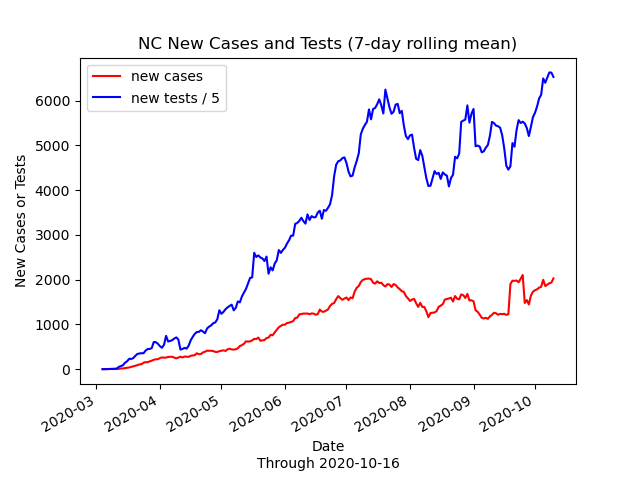 NC New Cases and Tests (7-day rolling mean)
new cases
new tests / 5
New Cases or Tests
6000
5000
4000
3000
2000
1000
0
2020-03
2020-04
2020-05
2020-06
2020-07
2020-08
2020-09
2020-10
Date
Through 2020-10-16